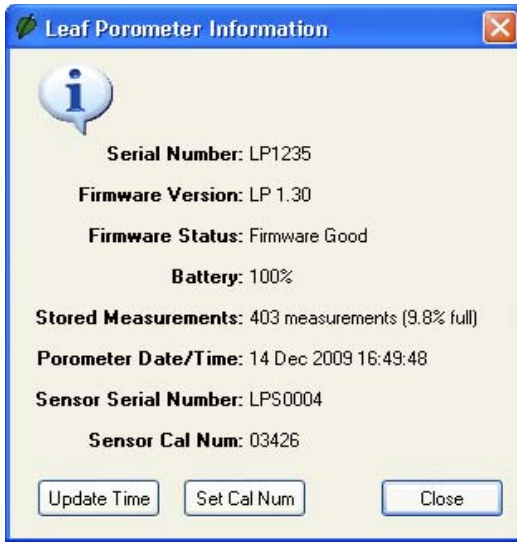 Leaf Porometer Information
Serial Number: LP1235
Firmware Version: LP 1.30
Firmware Status: Firmware Good
Battery: 100%
Stored Measurements: 403 measurements (9.8% full)
Porometer Date/Time: 14 Dec 2009 16:49:48
Sensor Serial Number: LPS0004
Sensor Cal Num: 03426
Update Time Set Cal Num Close